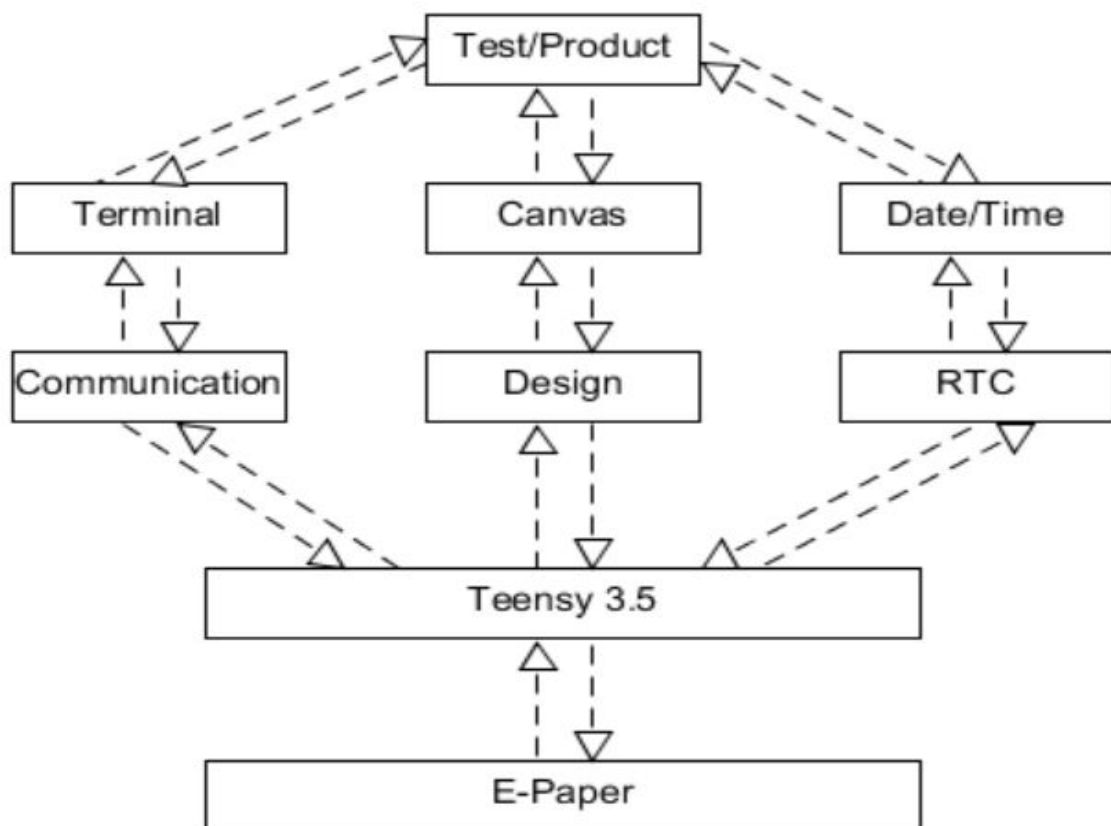 Test/Product
Terminal
Canvas
Date/Time
Communication
Design
RTC
Teensy 3.5
E-Paper